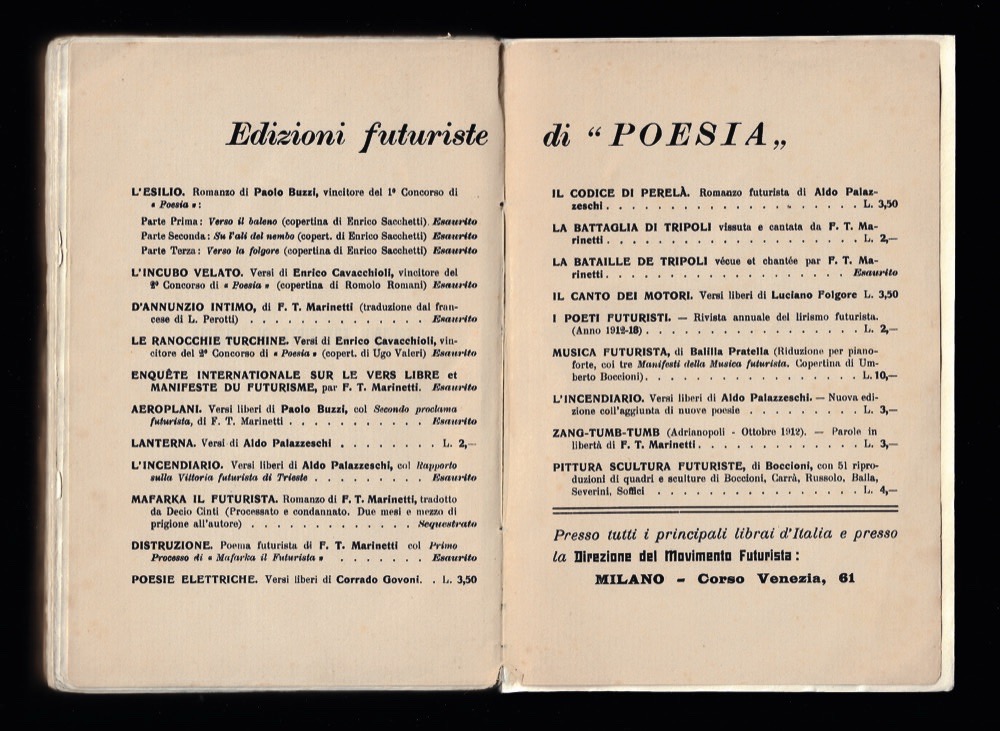 Edizioni futuriste
L'ESILIO. Romanzo di Paolo Buzzi, vincitore del 1º Concorso di
« Poesia »:
Parte Prima: Verso il baleno (copertina di Enrico Sacchetti). Esaurito
Parte Seconda: Su l'ali del nembo (copert. di Enrico Sacchetti) Esaurito
Parte Terza: Verso la folgore (copertina di Enrico Sacchetti) Esaurito
L'INCUBO VELATO. Versi di Enrico Cavacchioli, vincitore del
2º Concorso di « Poesia » (copertina di Romolo Romani) Esaurito
D'ANNUNZIO INTIMO, di F. T. Marinetti (traduzione dal fran-
cese di L. Perotti) . . . . . . . . . . . . Esaurito
LE RANOCCHIE TURCHINE. Versi di Enrico Cavacchioli, vin-
citore del 2º Concorso di « Poesia » (copert. di Ugo Valeri) Esaurito
ENQUÊTE INTERNATIONALE SUR LE VERS LIBRE et
MANIFESTE DU FUTURISME, par F. T. Marinetti. Esaurito
AEROPLANI. Versi liberi di Paolo Buzzi, col Secondo proclama
futurista, di F. T. Marinetti . . . . . . . . . Esaurito
LANTERNA. Versi di Aldo Palazzeschi . . . . . . . . L. 2,—
L'INCENDIARIO. Versi liberi di Aldo Palazzeschi, col Rapporto
sulla Vittoria futurista di Trieste . . . . . . . Esaurito
MAFARKA IL FUTURISTA. Romanzo di F. T. Marinetti, tradotto
da Decio Cinti (Processato e condannato. Due mesi e mezzo di
prigione all'autore) . . . . . . . . . . . Sequestrato
DISTRUZIONE. Poema futurista di F. T. Marinetti col Primo
Processo di « Mafarka il Futurista » . . . . . . . Esaurito
POESIE ELETTRICHE. Versi liberi di Corrado Govoni. . L. 3,50
di “ POESIA „
IL CODICE DI PERELÀ. Romanzo futurista di Aldo Palaz-
zeschi . . . . . . . . . . . . . . . . L. 3,50
LA BATTAGLIA DI TRIPOLI vissuta e cantata da F. T. Ma-
rinetti . . . . . . . . . . . . . . . . L. 2,—
LA BATAILLE DE TRIPOLI vécue et chantée par F. T. Ma-
rinetti . . . . . . . . . . . . . . . Esaurito
IL CANTO DEI MOTORI. Versi liberi di Luciano Folgore L. 3,50
I POETI FUTURISTI. — Rivista annuale del lirismo futurista.
(Anno 1912-13) . . . . . . . . . . . . . L. 2,—
MUSICA FUTURISTA, di Balilla Pratella (Riduzione per piano-
forte, coi tre Manifesti della Musica futurista. Copertina di Um-
berto Boccioni) . . . . . . . . . . . . . L. 10,—
L'INCENDIARIO. Versi liberi di Aldo Palazzeschi. — Nuova edi-
zione coll'aggiunta di nuove poesie . . . . . . . . L. 3,—
ZANG-TUMB-TUMB (Adrianopoli - Ottobre 1912). — Parole in
libertà di F. T. Marinetti . . . . . . . . . . . L. 3,—
PITTURA SCULTURA FUTURISTE, di Boccioni, con 51 ripro-
duzioni di quadri e sculture di Boccioni, Carrà, Russolo, Balla,
Severini, Soffici . . . . . . . . . . . . L. 4,—
Presso tutti i principali librai d'Italia e presso
la Direzione del Movimento Futurista :
MILANO - Corso Venezia, 61